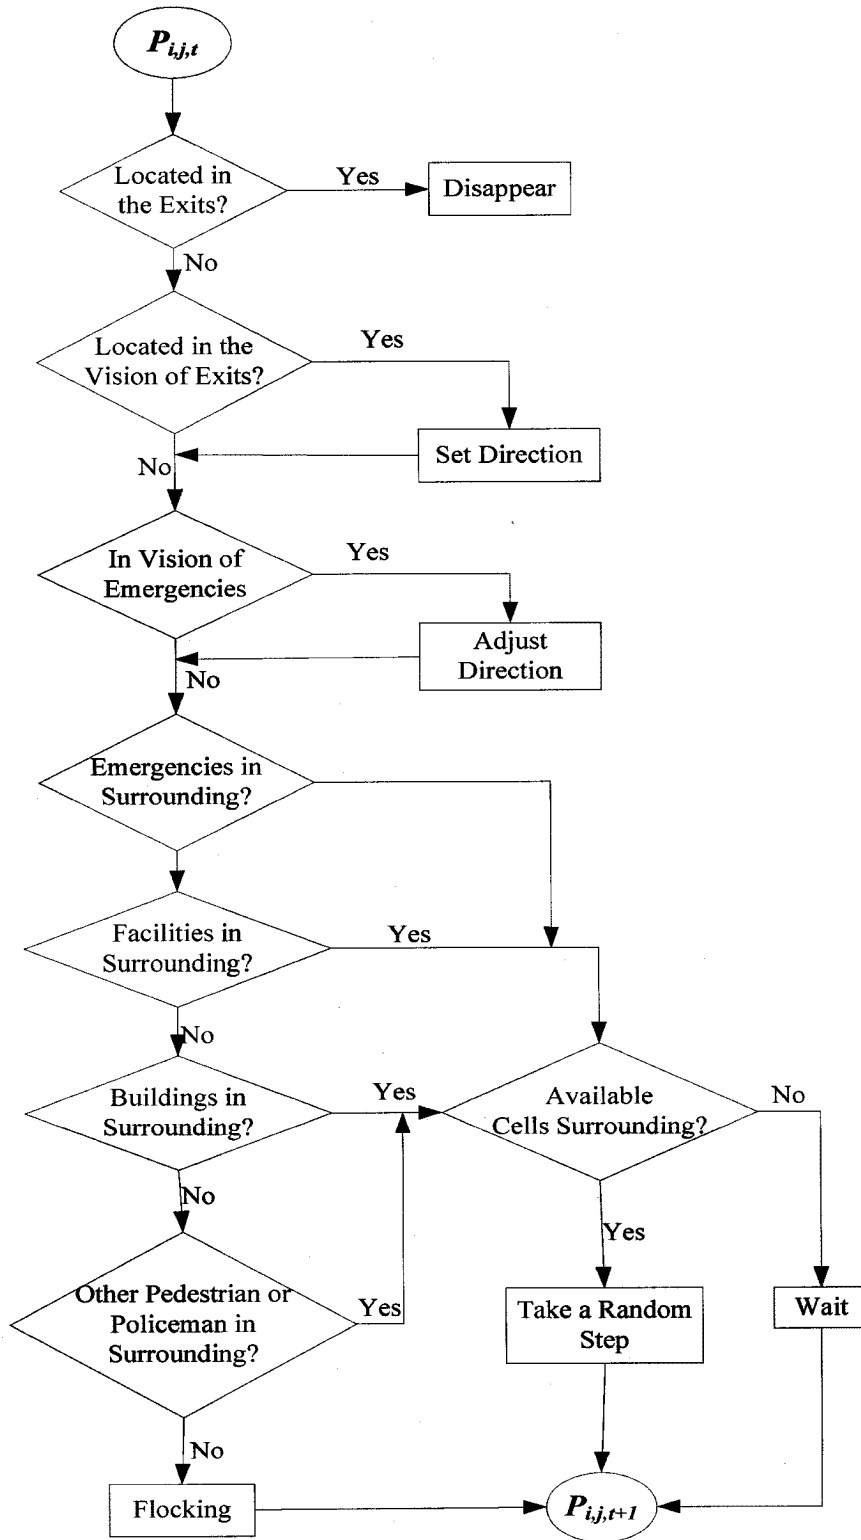 P i,j,t
Located in
the Exits?
Yes
Disappear
No
Located in the
Vision of Exits?
Yes
Set Direction
No
In Vision of
Emergencies
Yes
Adjust
Direction
No
Emergencies in
Surrounding?
Facilities in
Surrounding?
Yes
No
Buildings in
Surrounding?
Yes
Available
Cells Surrounding?
No
No
Yes
Other Pedestrian or
Policeman in
Surrounding?
Yes
Take a Random
Step
Wait
No
Flocking
P i,j,t+1